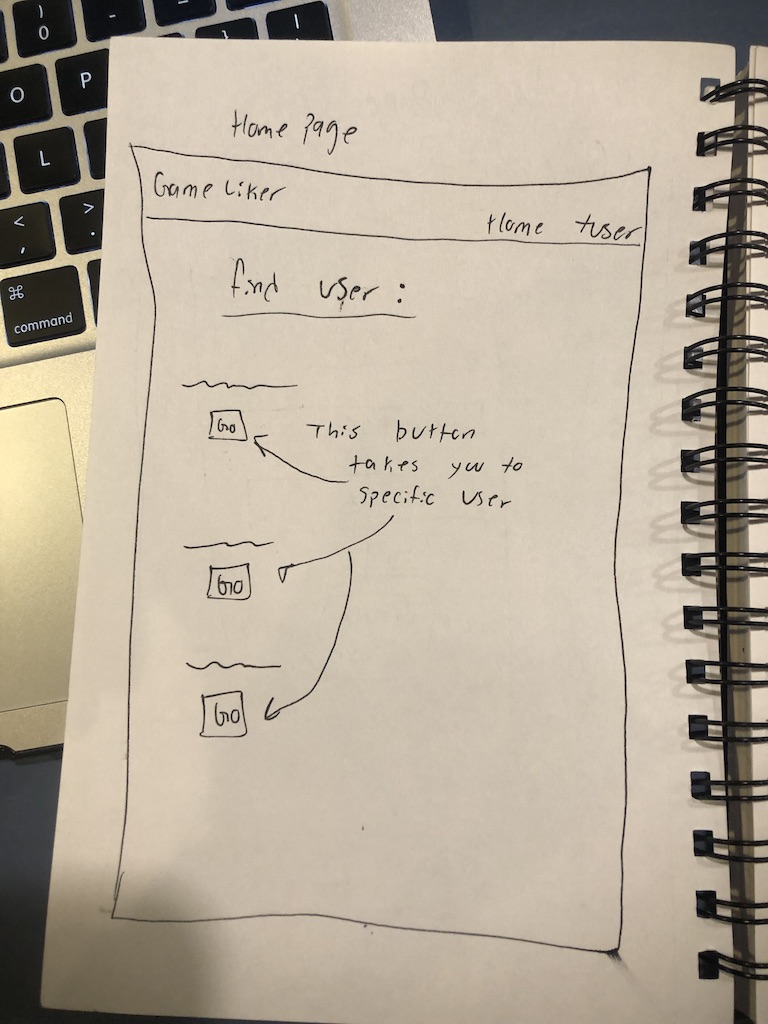 )
0
O
P
L
<
,
>
.
⌘
command
Home Page
Game Liker
Home +user
find user :
Go
This button
takes you to
specific user
Go
Go